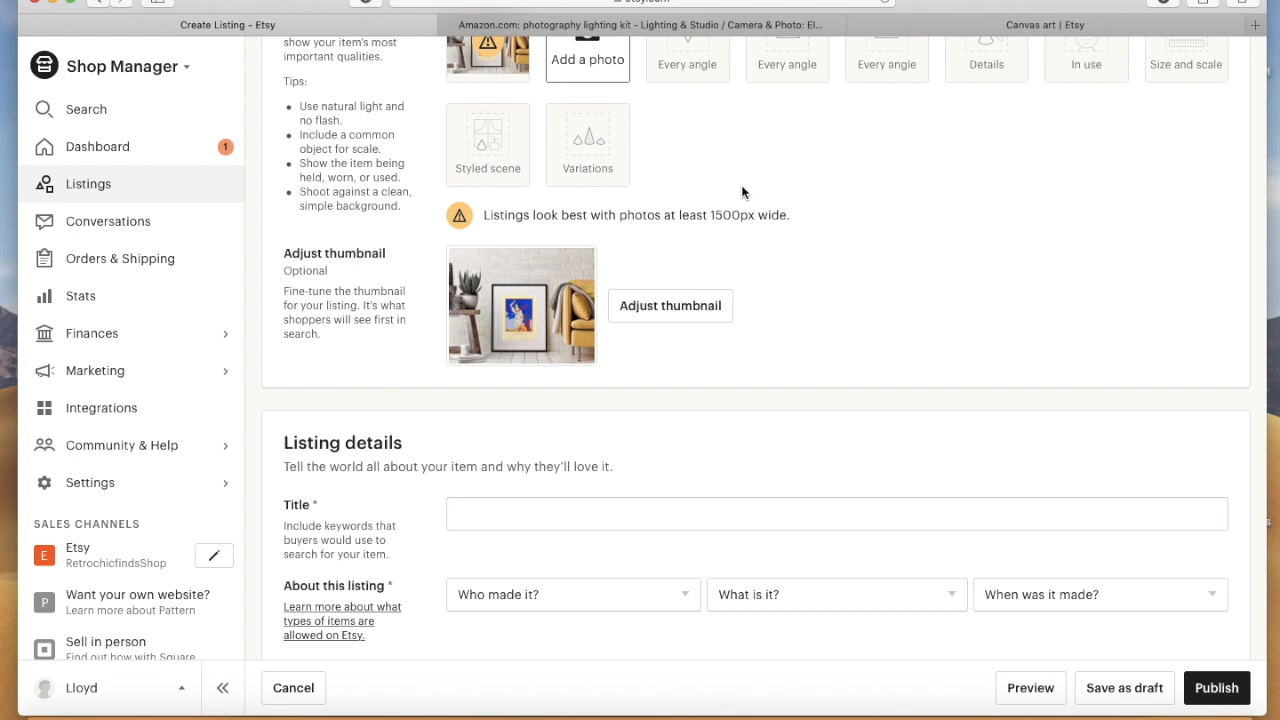 etsy.com
Create Listing - Etsy
Amazon.com: photography lighting kit - Lighting & Studio / Camera & Photo: El...
Canvas art | Etsy
Shop Manager
Search
Dashboard
1
Listings
Conversations
Orders & Shipping
Stats
Finances
Marketing
Integrations
Community & Help
Settings
SALES CHANNELS
E
Etsy
RetrochicfindsShop
P
Want your own website?
Learn more about Pattern
Sell in person
Find out how with Square
Lloyd
show your item's most
important qualities.
Tips:
Use natural light and
no flash.
Include a common
object for scale.
Show the item being
held, worn, or used.
Shoot against a clean,
simple background.
Add a photo
Every angle
Every angle
Every angle
Details
In use
Size and scale
Styled scene
Variations
Listings look best with photos at least 1500px wide.
Adjust thumbnail
Optional
Fine-tune the thumbnail
for your listing. It's what
shoppers will see first in
search.
Adjust thumbnail
Listing details
Tell the world all about your item and why they'll love it.
Title *
Include keywords that
buyers would use to
search for your item.
About this listing *
Learn more about what
types of items are
allowed on Etsy.
Who made it?
What is it?
When was it made?
Cancel
Preview
Save as draft
Publish